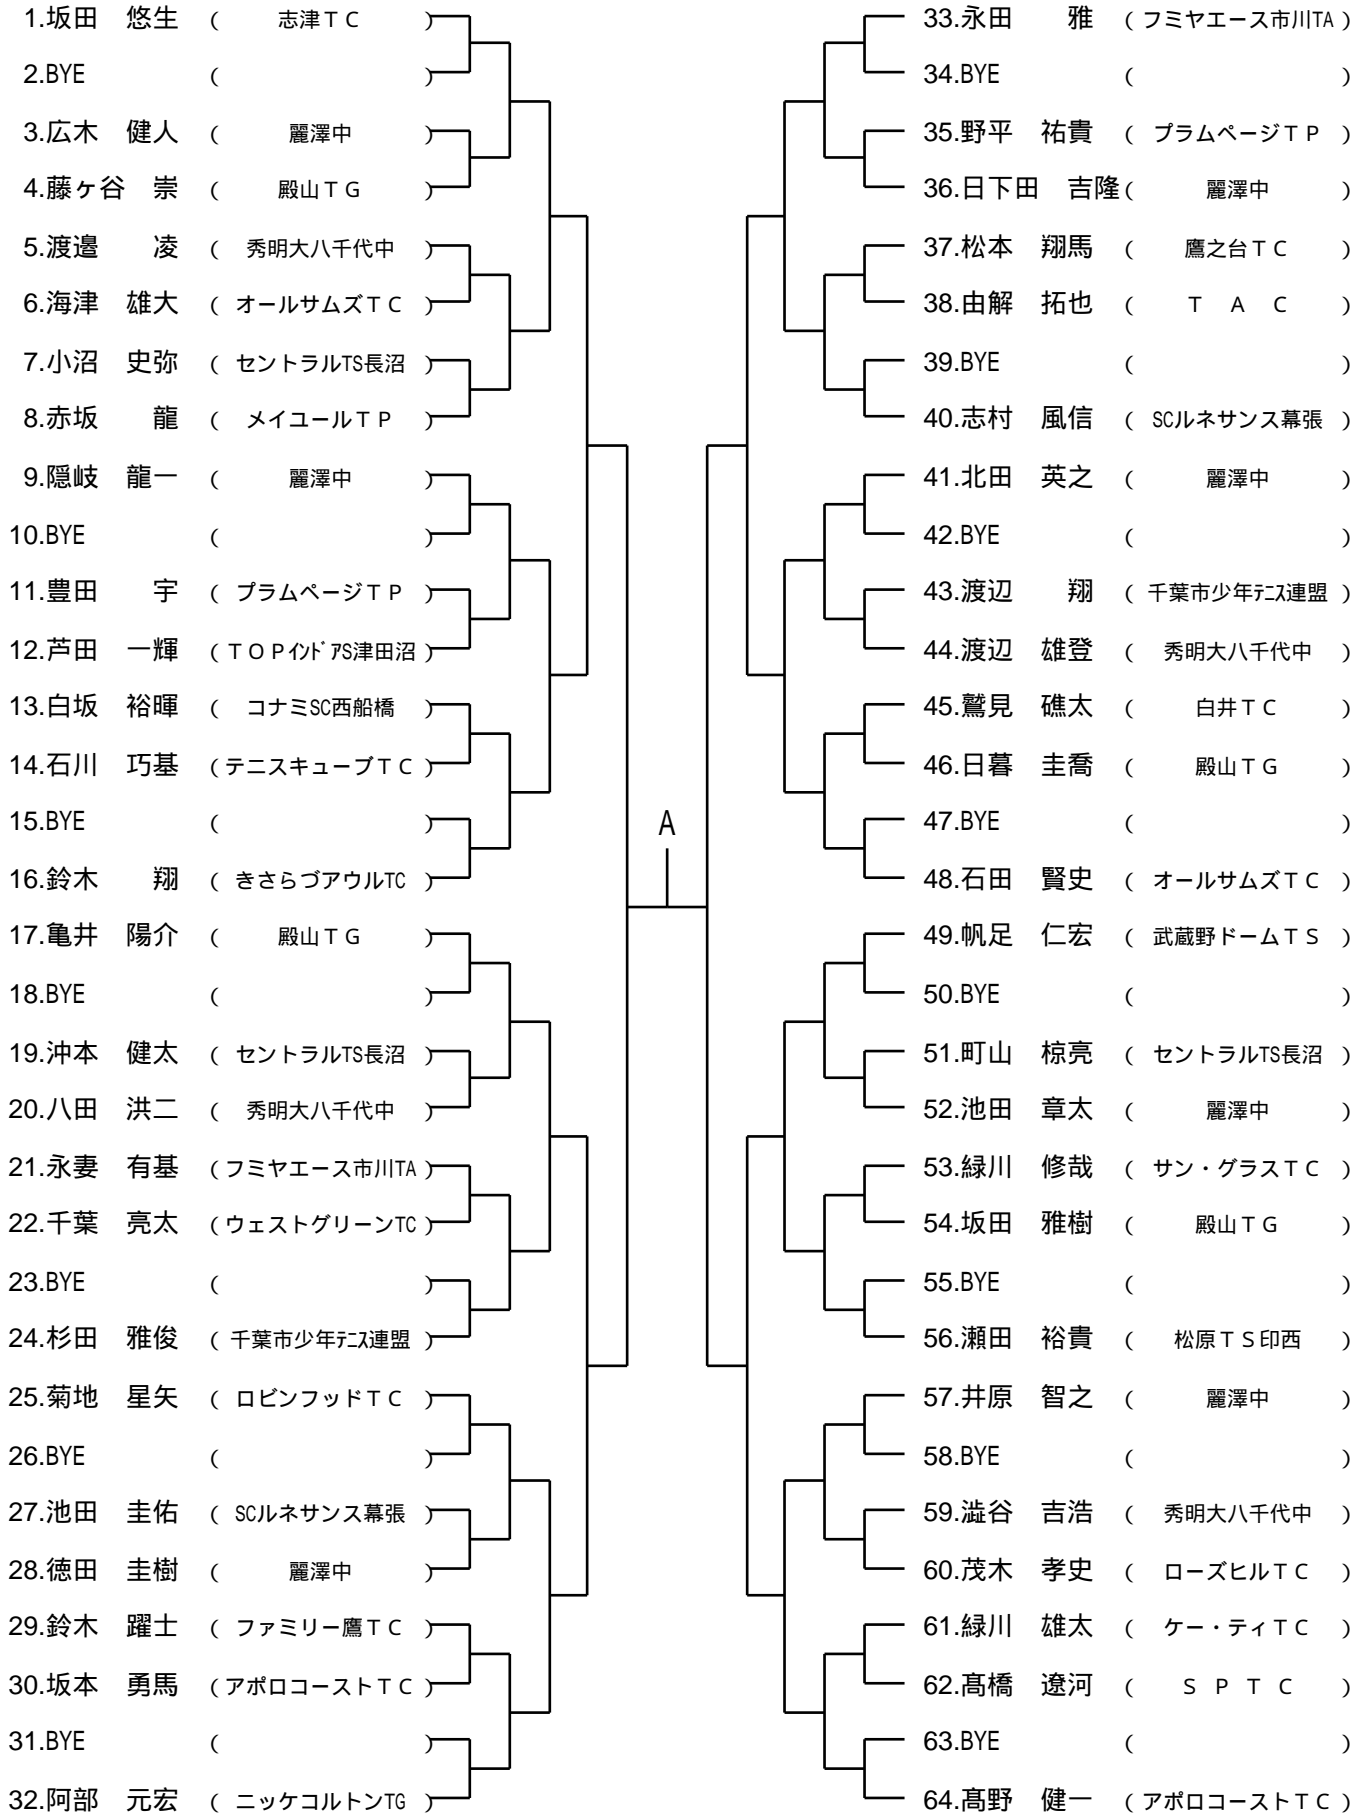 1.坂田　悠生 （ 志津ＴＣ ）
2.BYE （ ）
3.広木　健人 （ 麗澤中 ）
4.藤ヶ谷　崇 （ 殿山ＴＧ ）
5.渡邉　　凌 （ 秀明大八千代中 ）
6.海津　雄大 （ オールサムズＴＣ ）
7.小沼　史弥 （ セントラルTS長沼 ）
8.赤坂　　龍 （ メイユールＴＰ ）
9.隠岐　龍一 （ 麗澤中 ）
10.BYE （ ）
11.豊田　　宇 （ プラムページＴＰ ）
12.芦田　一輝 （ＴＯＰｲﾝﾄﾞｱS津田沼 ）
13.白坂　裕暉 （ コナミSC西船橋 ）
14.石川　巧基 （テニスキューブＴＣ ）
15.BYE （ ）
16.鈴木　　翔 （ きさらづアウルTC ）
17.亀井　陽介 （ 殿山ＴＧ ）
18.BYE （ ）
19.沖本　健太 （ セントラルTS長沼 ）
20.八田　洪二 （ 秀明大八千代中 ）
21.永妻　有基 （フミヤエース市川TA ）
22.千葉　亮太 （ウェストグリーンTC ）
23.BYE （ ）
24.杉田　雅俊 （ 千葉市少年ﾃﾆｽ連盟 ）
25.菊地　星矢 （ ロビンフッドＴＣ ）
26.BYE （ ）
27.池田　圭佑 （ SCルネサンス幕張 ）
28.徳田　圭樹 （ 麗澤中 ）
29.鈴木　躍士 （ ファミリー鷹ＴＣ ）
30.坂本　勇馬 （アポロコーストＴＣ ）
31.BYE （ ）
32.阿部　元宏 （ ニッケコルトンTG ）
A
33.永田　　雅 （ フミヤエース市川TA ）
34.BYE （ ）
35.野平　祐貴 （ プラムページＴＰ ）
36.日下田　吉隆（ 麗澤中 ）
37.松本　翔馬 （ 鷹之台ＴＣ ）
38.由解　拓也 （ Ｔ　Ａ　Ｃ ）
39.BYE （ ）
40.志村　風信 （ SCルネサンス幕張 ）
41.北田　英之 （ 麗澤中 ）
42.BYE （ ）
43.渡辺　　翔 （ 千葉市少年ﾃﾆｽ連盟 ）
44.渡辺　雄登 （ 秀明大八千代中 ）
45.鷲見　礁太 （ 白井ＴＣ ）
46.日暮　圭喬 （ 殿山ＴＧ ）
47.BYE （ ）
48.石田　賢史 （ オールサムズＴＣ ）
49.帆足　仁宏 （ 武蔵野ドームＴＳ ）
50.BYE （ ）
51.町山　椋亮 （ セントラルTS長沼 ）
52.池田　章太 （ 麗澤中 ）
53.緑川　修哉 （ サン・グラスＴＣ ）
54.坂田　雅樹 （ 殿山ＴＧ ）
55.BYE （ ）
56.瀬田　裕貴 （ 松原ＴＳ印西 ）
57.井原　智之 （ 麗澤中 ）
58.BYE （ ）
59.澁谷　吉浩 （ 秀明大八千代中 ）
60.茂木　孝史 （ ローズヒルＴＣ ）
61.緑川　雄太 （ ケー・ティＴＣ ）
62.髙橋　遼河 （ Ｓ Ｐ Ｔ Ｃ ）
63.BYE （ ）
64.髙野　健一 （ アポロコーストＴＣ ）